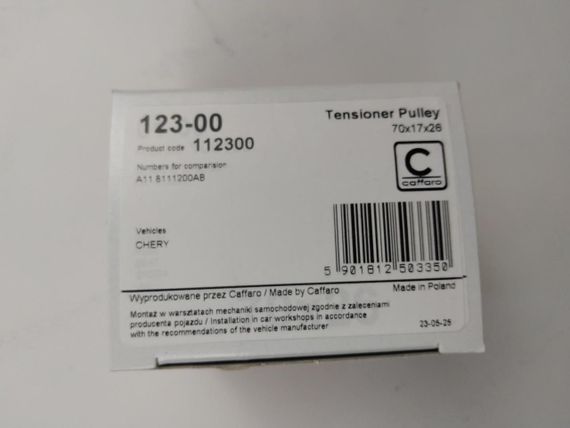 123-00
Tensioner Pulley
70x17x26
Product code 112300
Numbers for comparision
A11 8111200AB
C
caffaro
Vehicles
CHERY
5 901812 503350
Wyprodukowane przez Caffaro / Made by Caffaro
Made in Poland
Montaż w warsztatach mechaniki samochodowej zgodnie z zaleceniami
producenta pojazdu / Installation in car workshops in accordance
with the recommendations of the vehicle manufacturer
23-05-25